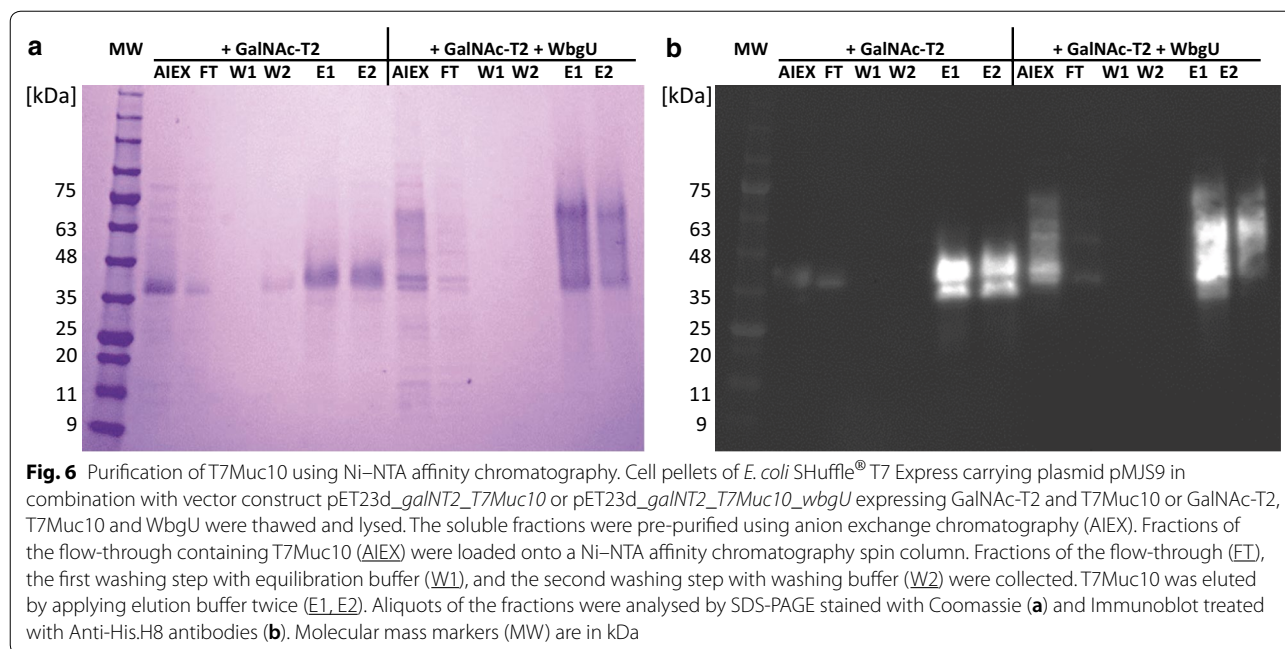 a MW + GalNAc-T2 + GalNAc-T2 + WbgU
AIEX FT W1 W2 E1 E2 AIEX FT W1 W2 E1 E2
[kDa]
75
63
48
35
25
20
11
9
b MW + GalNAc-T2 + GalNAc-T2 + WbgU
AIEX FT W1 W2 E1 E2 AIEX FT W1 W2 E1 E2
[kDa]
75
63
48
35
25
20
11
9
Fig. 6 Purification of T7Muc10 using Ni–NTA affinity chromatography. Cell pellets of E. coli SHuffle® T7 Express carrying plasmid pMJS9 in
combination with vector construct pET23d_galNT2_T7Muc10 or pET23d_galNT2_T7Muc10_wbgU expressing GalNAc-T2 and T7Muc10 or GalNAc-T2,
T7Muc10 and WbgU were thawed and lysed. The soluble fractions were pre-purified using anion exchange chromatography (AIEX). Fractions of
the flow-through containing T7Muc10 (AIEX) were loaded onto a Ni–NTA affinity chromatography spin column. Fractions of the flow-through (FT),
the first washing step with equilibration buffer (W1), and the second washing step with washing buffer (W2) were collected. T7Muc10 was eluted
by applying elution buffer twice (E1, E2). Aliquots of the fractions were analysed by SDS-PAGE stained with Coomassie (a) and Immunoblot treated
with Anti-His.H8 antibodies (b). Molecular mass markers (MW) are in kDa